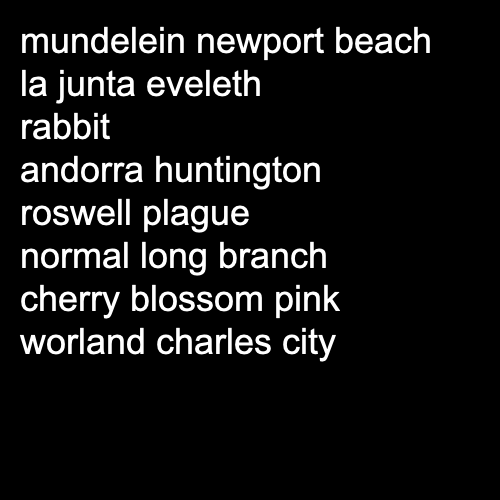 mundelein newport beach
la junta eveleth
rabbit
andorra huntington
roswell plague
normal long branch
cherry blossom pink
worland charles city